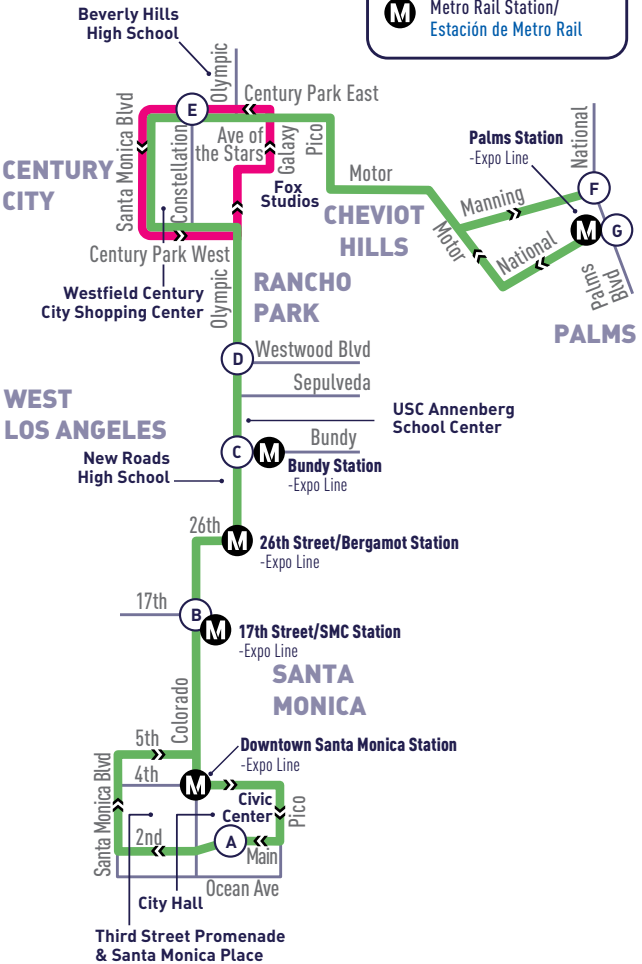 M
Metro Rail Station/
Estación de Metro Rail
Beverly Hills
High School
Olympic
Century Park East
E
Santa Monica Blvd
Constellation
Ave of
the Stars
Galaxy
Pico
Fox
Studios
CENTURY
CITY
Motor
Palms Station
-Expo Line
National
Manning
F
M
G
CHEVIOT
HILLS
Motor
National
Palms
Blvd
PALMS
Century Park West
Westfield Century
City Shopping Center
Olympic
RANCHO
PARK
D
Westwood Blvd
Sepulveda
WEST
LOS ANGELES
USC Annenberg
School Center
New Roads
High School
C
M
Bundy
Bundy Station
-Expo Line
26th
M
26th Street/Bergamot Station
-Expo Line
17th
B
M
17th Street/SMC Station
-Expo Line
SANTA
MONICA
Colorado
5th
Downtown Santa Monica Station
-Expo Line
4th
M
Santa Monica Blvd
Civic
Center
Pico
2nd
A
Main
Ocean Ave
City Hall
Third Street Promenade
& Santa Monica Place